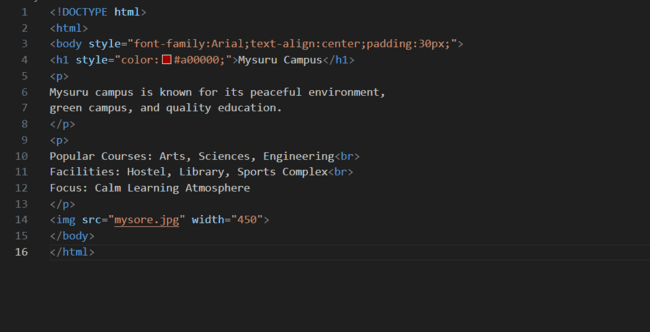 1 <!DOCTYPE html>
2 <html>
3 <body style="font-family:Arial;text-align:center;padding:30px;">
4 <h1 style="color:#a00000;">Mysuru Campus</h1>
5 <p>
6 Mysuru campus is known for its peaceful environment,
7 green campus, and quality education.
8 </p>
9 <p>
10 Popular Courses: Arts, Sciences, Engineering<br>
11 Facilities: Hostel, Library, Sports Complex<br>
12 Focus: Calm Learning Atmosphere
13 </p>
14 <img src="mysore.jpg" width="450">
15 </body>
16 </html>